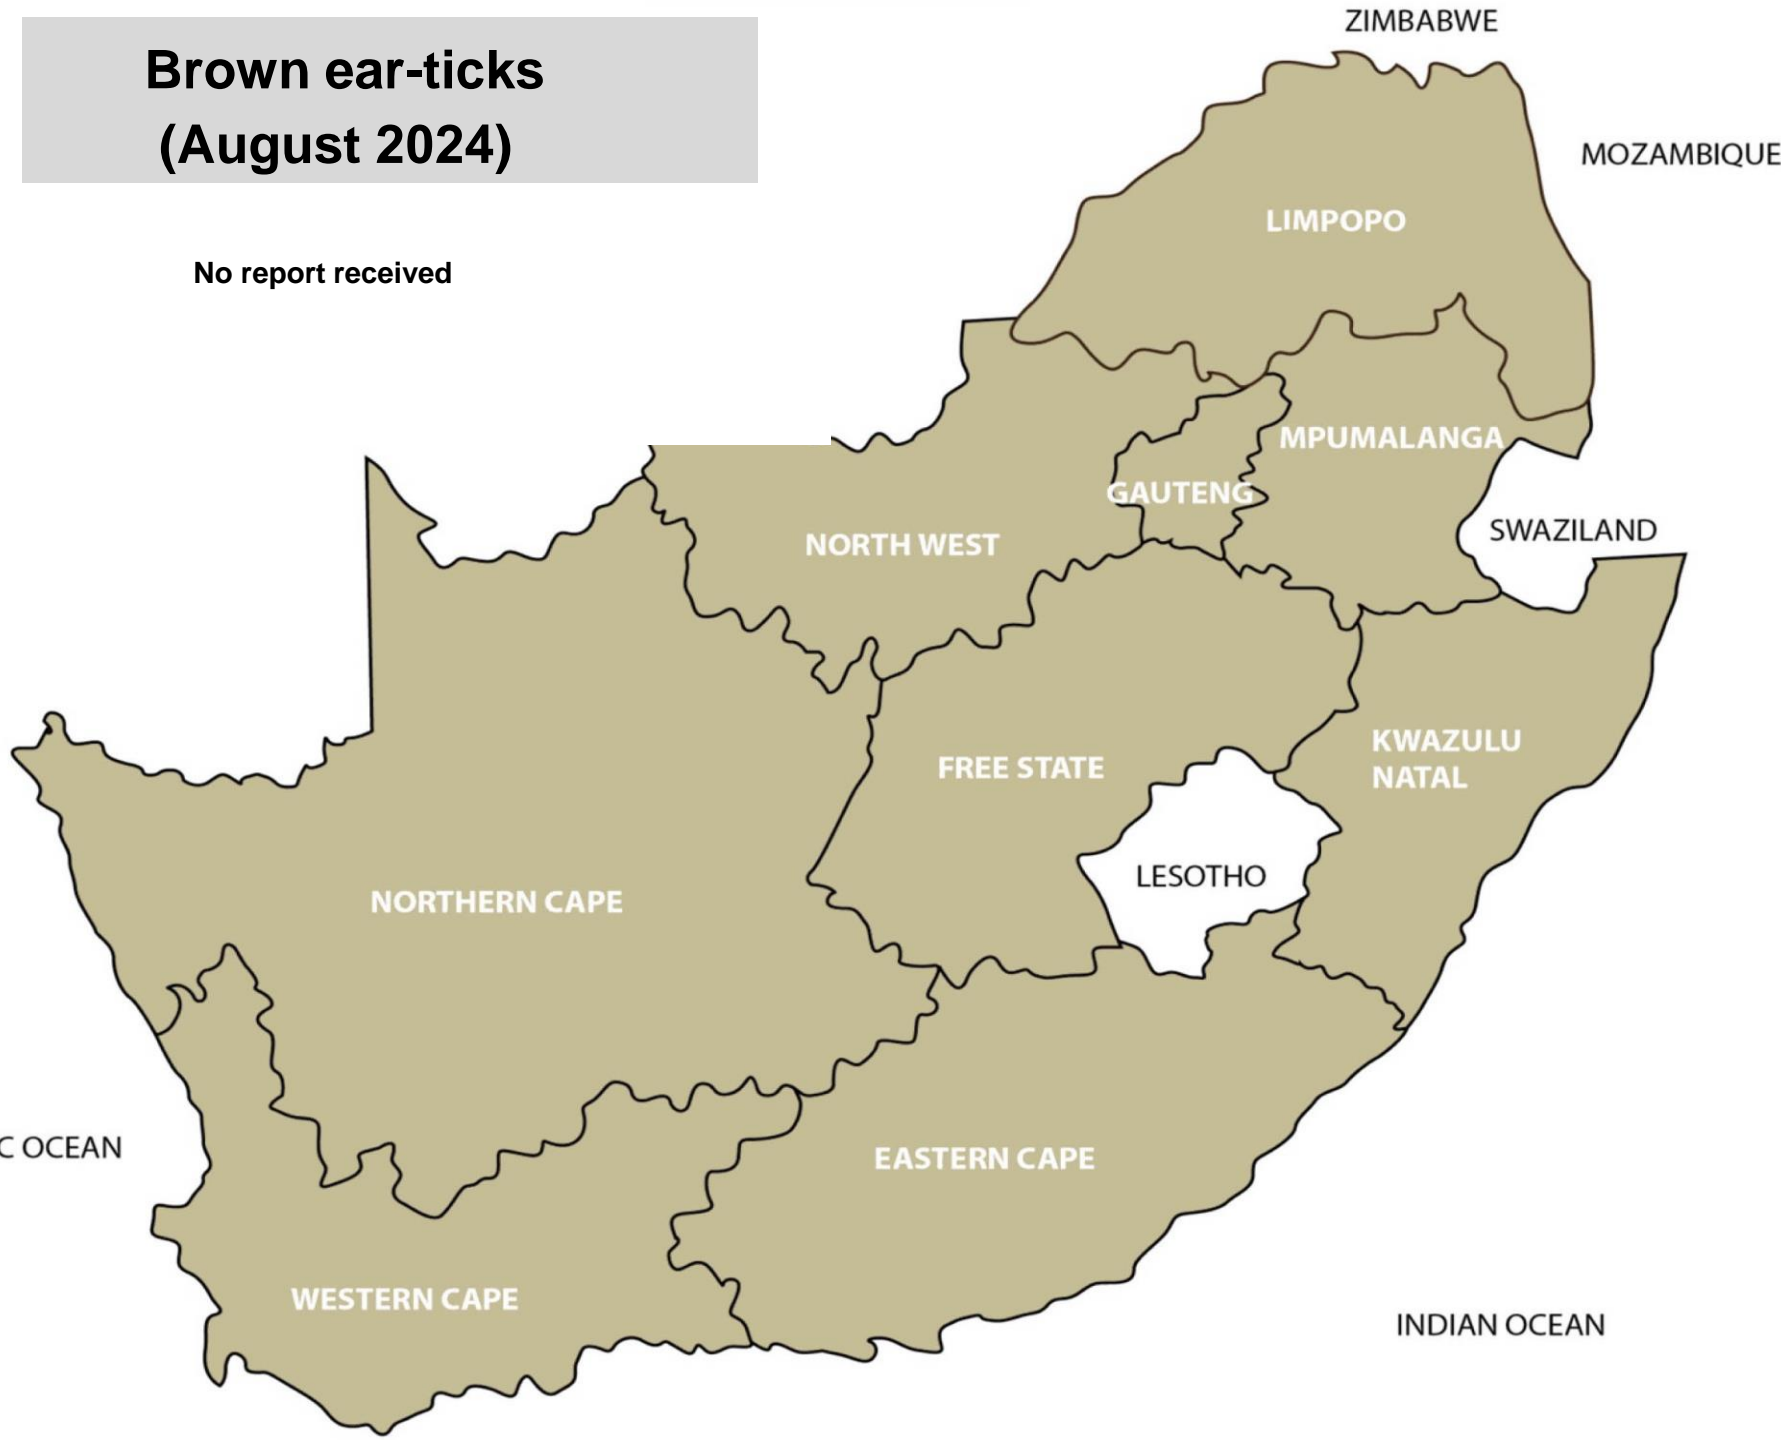 Brown ear-ticks
(August 2024)
No report received
ZIMBABWE
MOZAMBIQUE
LIMPOPO
MPUMALANGA
GAUTENG
SWAZILAND
NORTH WEST
KWAZULU
NATAL
FREE STATE
LESOTHO
NORTHERN CAPE
C OCEAN
EASTERN CAPE
WESTERN CAPE
INDIAN OCEAN